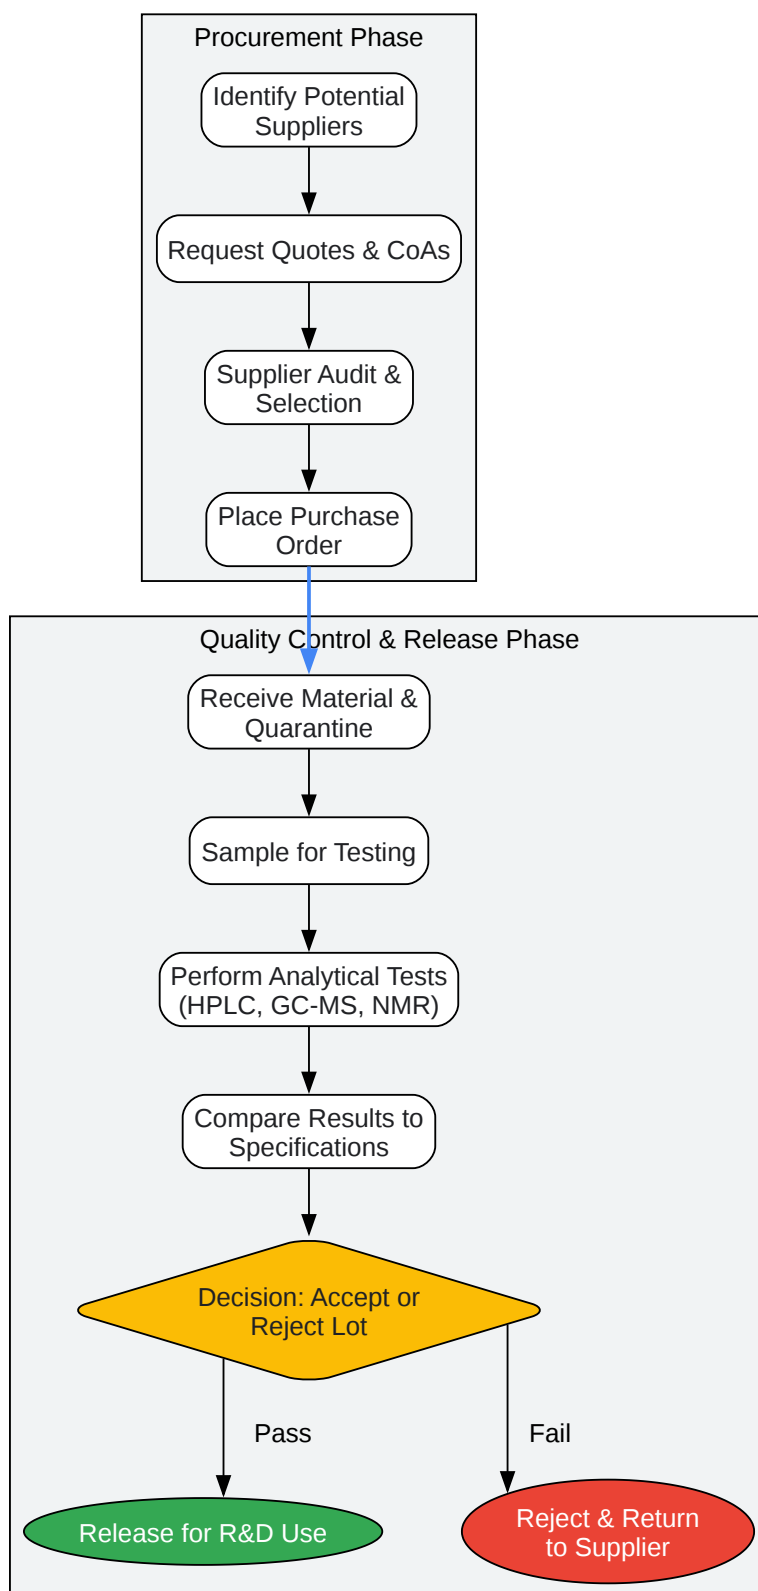 Procurement Phase
Identify Potential
Suppliers
Request Quotes & CoAs
Supplier Audit &
Selection
Place Purchase
Order
Quality Control & Release Phase
Receive Material &
Quarantine
Sample for Testing
Perform Analytical Tests
(HPLC, GC-MS, NMR)
Compare Results to
Specifications
Decision: Accept or
Reject Lot
Pass
Fail
Release for R&D Use
Reject & Return
to Supplier